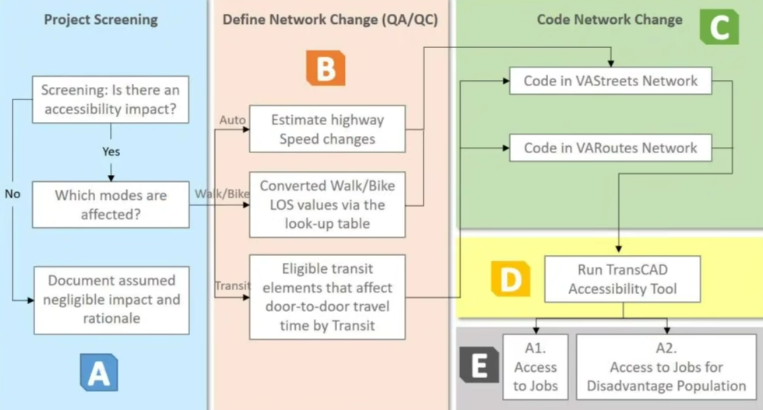 Project Screening
Define Network Change (QA/QC)
Code Network Change
C
B
Screening: Is there an
accessibility impact?
Code in VAStreets Network
Auto
Estimate highway
Speed changes
Yes
Code in VARoutes Network
No
Which modes are
affected?
Walk/Bike
Converted Walk/Bike
LOS values via the
look-up table
Transit
Eligible transit
elements that affect
door-to-door travel
time by Transit
D
Run TransCAD
Accessibility Tool
Document assumed
negligible impact and
rationale
A
E
A1.
Access
to Jobs
A2.
Access to Jobs for
Disadvantage Population